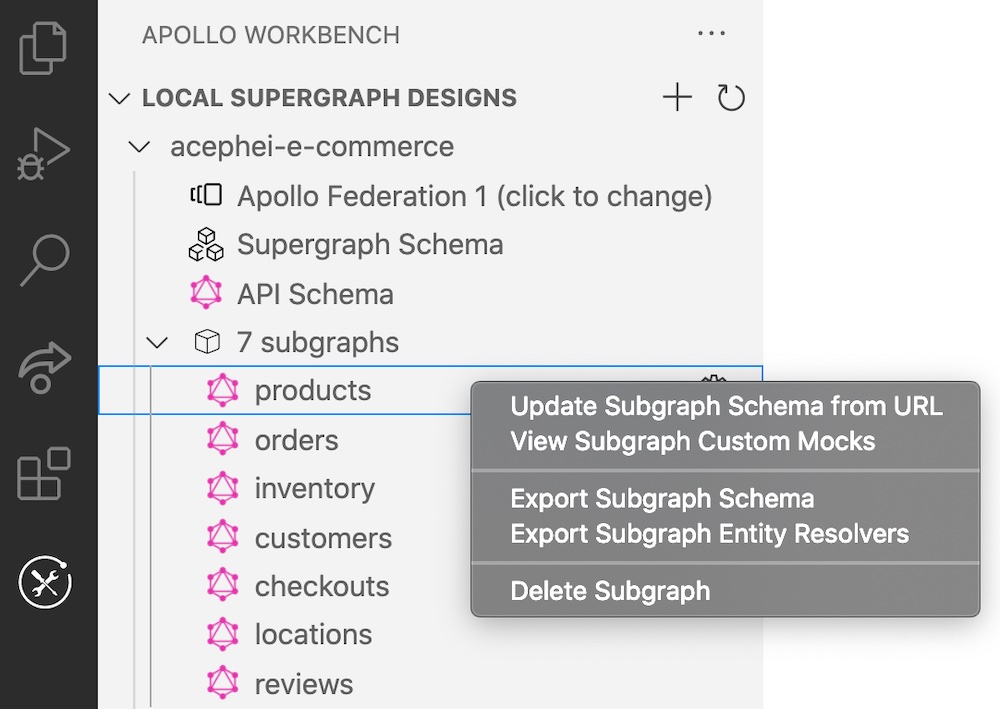 APOLLO WORKBENCH
LOCAL SUPERGRAPH DESIGNS
acephei-e-commerce
Apollo Federation 1 (click to change)
Supergraph Schema
API Schema
7 subgraphs
products
orders
inventory
customers
checkouts
locations
reviews
Update Subgraph Schema from URL
View Subgraph Custom Mocks
Export Subgraph Schema
Export Subgraph Entity Resolvers
Delete Subgraph